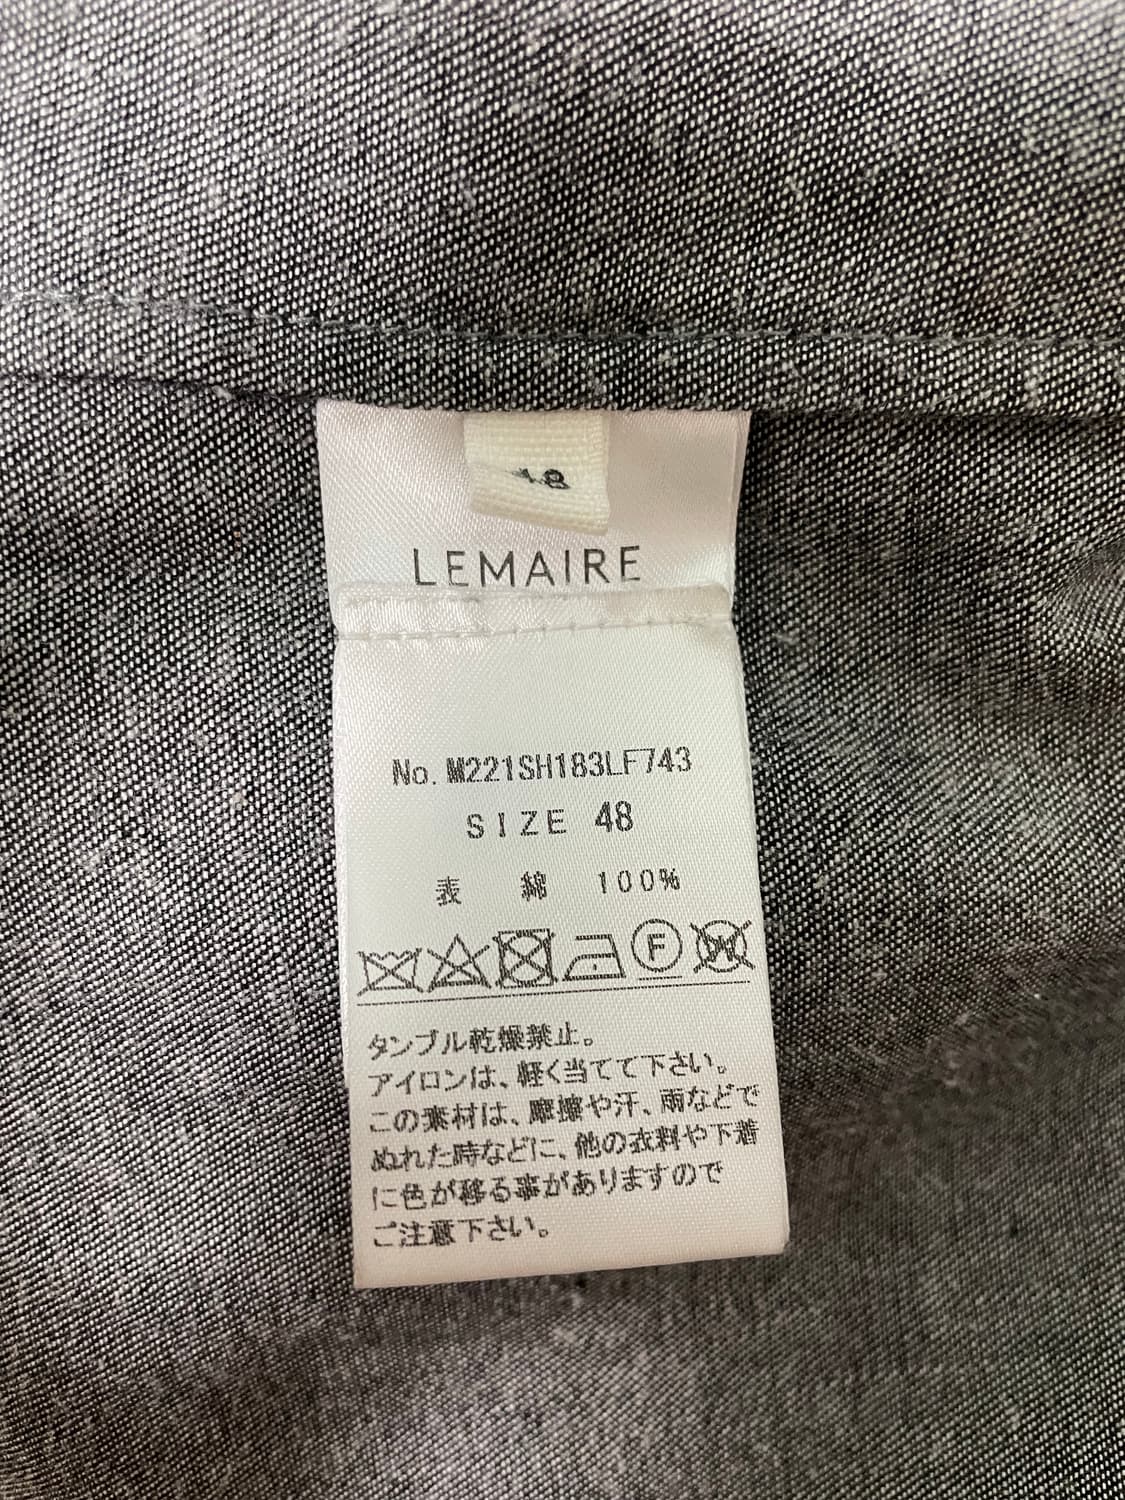 48
LEMAIRE
No. M221SH183LF743
SIZE 48
表 綿 100%
F W
タンブル乾燥禁止。
アイロンは、軽く当てて下さい。
この素材は、摩擦や汗、雨などで
ぬれた時などに、他の衣料や下着
に色が移る事がありますので
ご注意下さい。